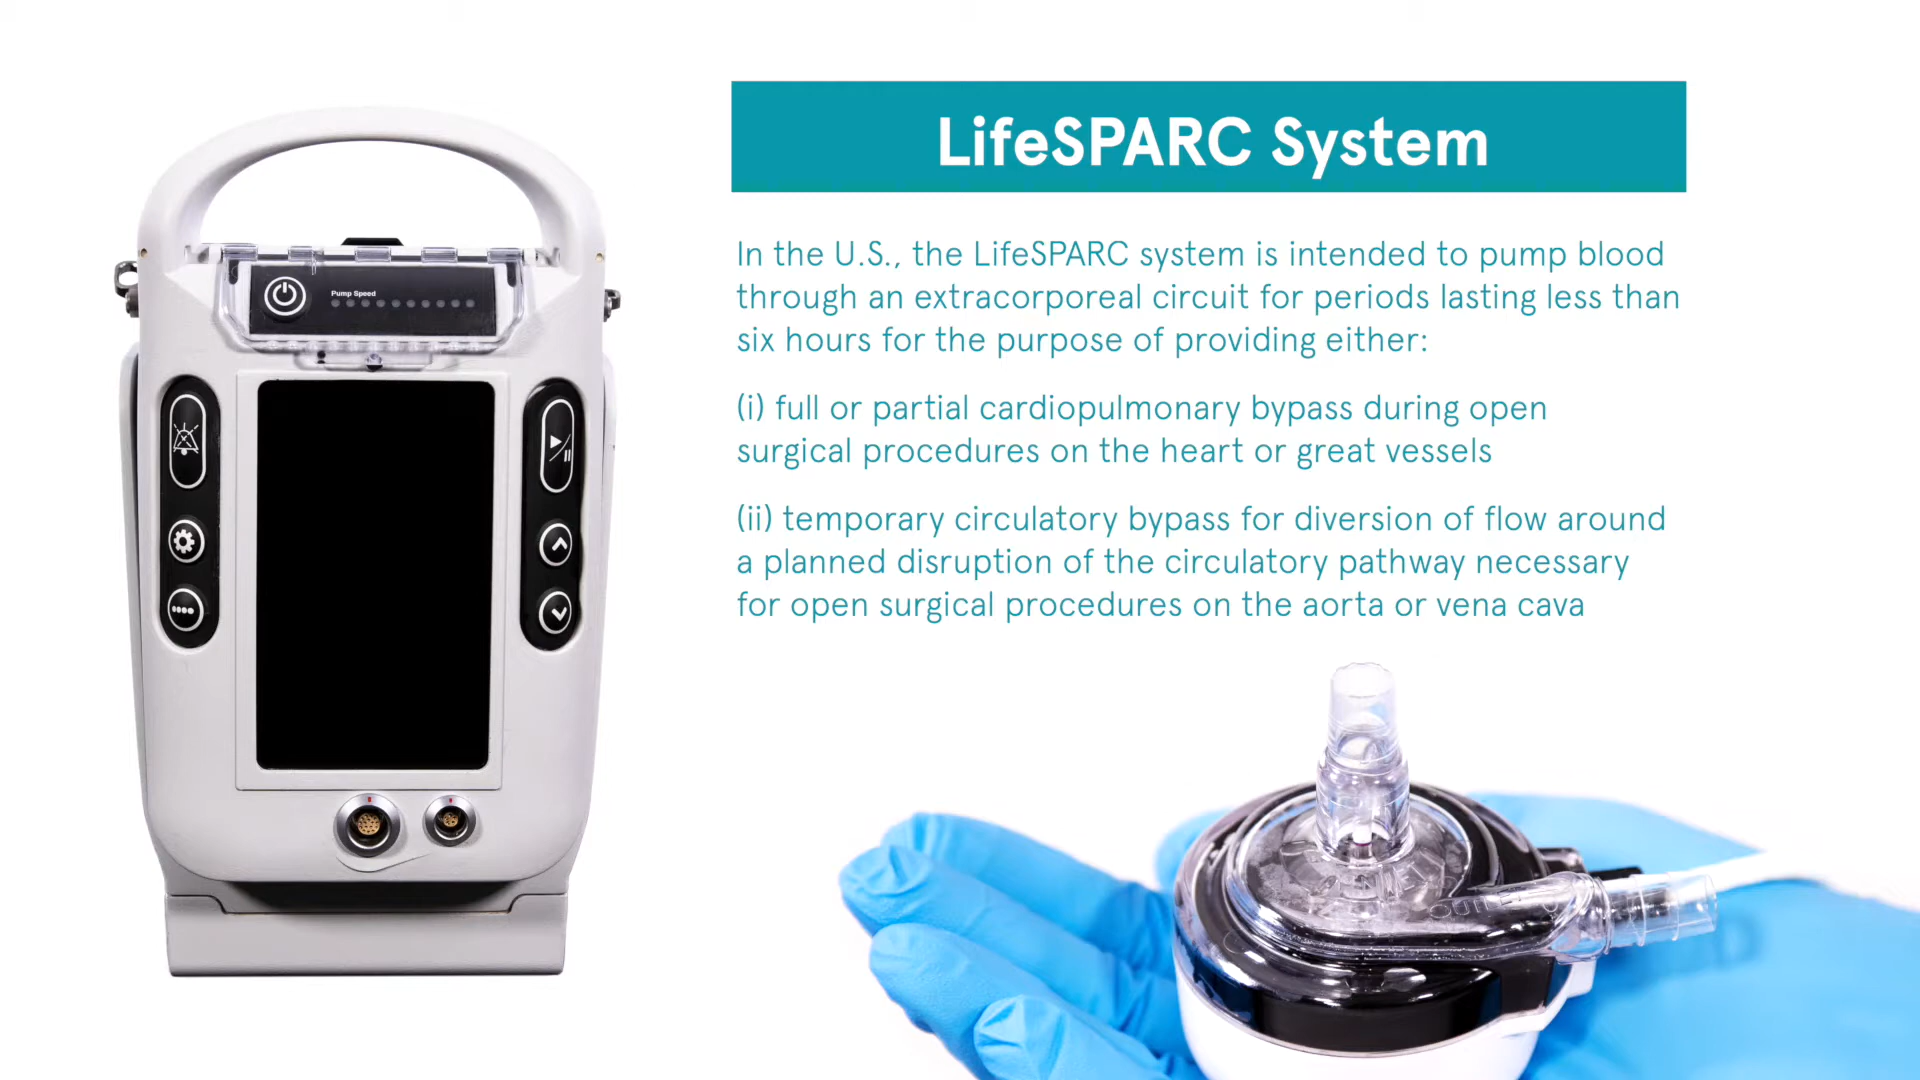 LifeSPARC System
In the U.S., the LifeSPARC system is intended to pump blood
through an extracorporeal circuit for periods lasting less than
six hours for the purpose of providing either:
(i) full or partial cardiopulmonary bypass during open
surgical procedures on the heart or great vessels
(ii) temporary circulatory bypass for diversion of flow around
a planned disruption of the circulatory pathway necessary
for open surgical procedures on the aorta or vena cava
Pump Speed
OUTLET